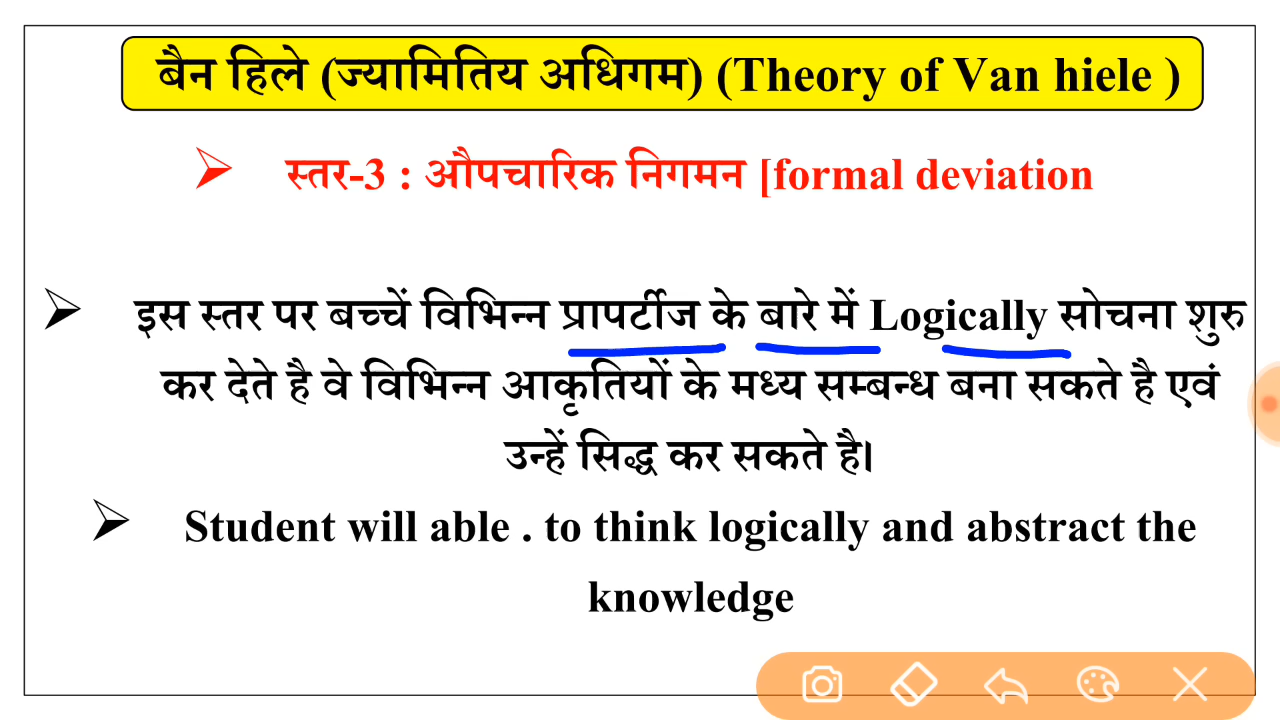 बैन हिले (ज्यामितिय अधिगम) (Theory of Van hiele )
स्तर-3 : औपचारिक निगमन [formal deviation
इस स्तर पर बच्चें विभिन्न प्रापर्टीज के बारे में Logically सोचना शुरु
कर देते है वे विभिन्न आकृतियों के मध्य सम्बन्ध बना सकते है एवं
उन्हें सिद्ध कर सकते है।
Student will able . to think logically and abstract the
knowledge